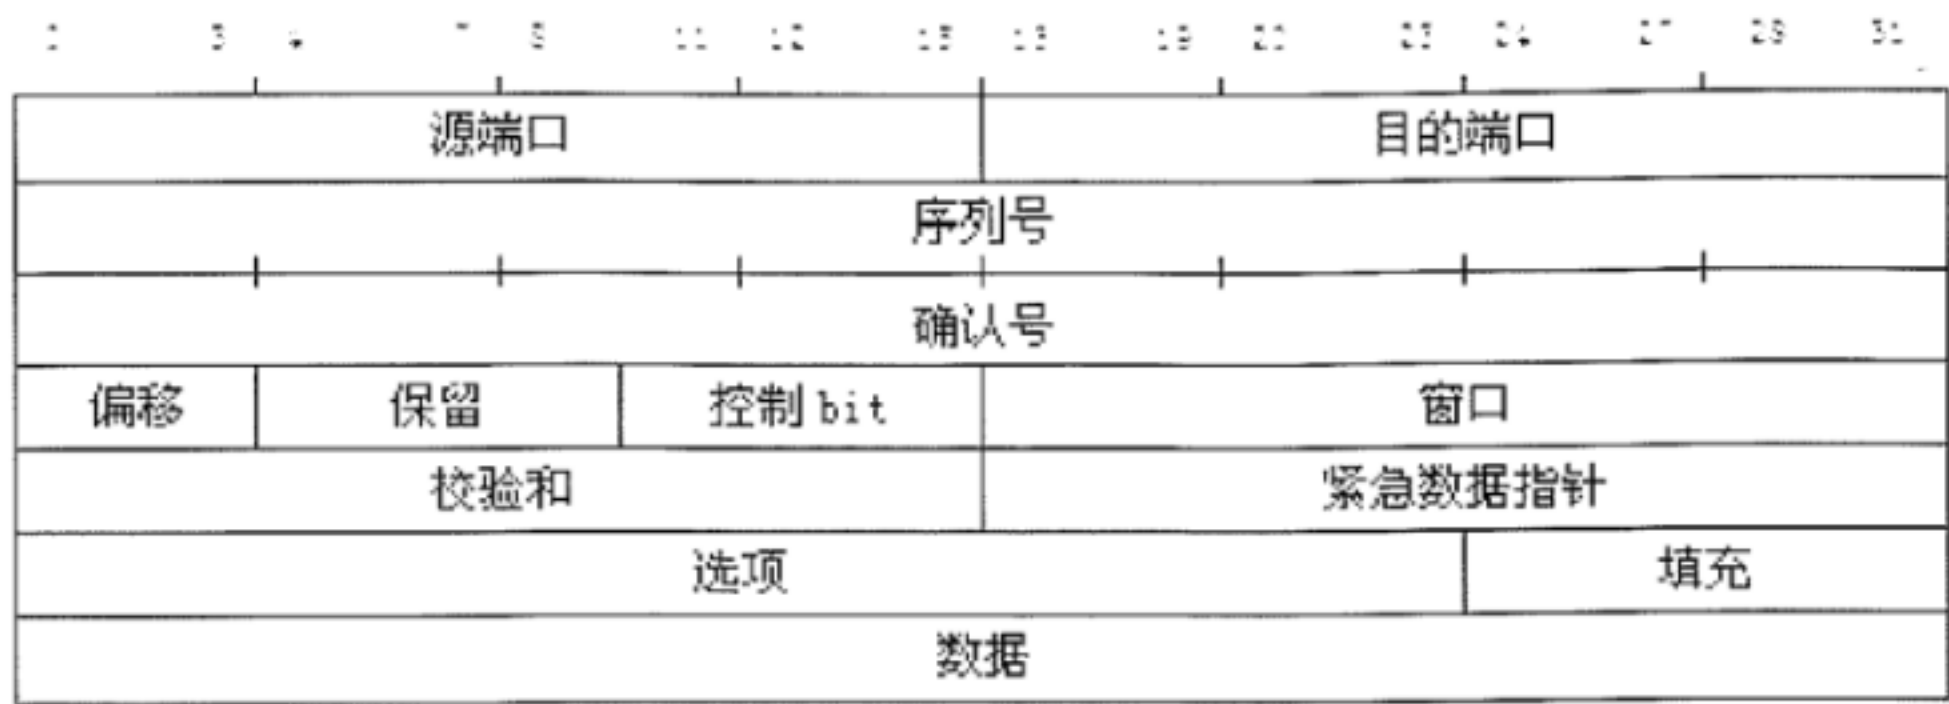 源端口 目的端口
序列号
确认号
偏移 保留 控制 bit 窗口
校验和 紧急数据指针
选项 填充
数据